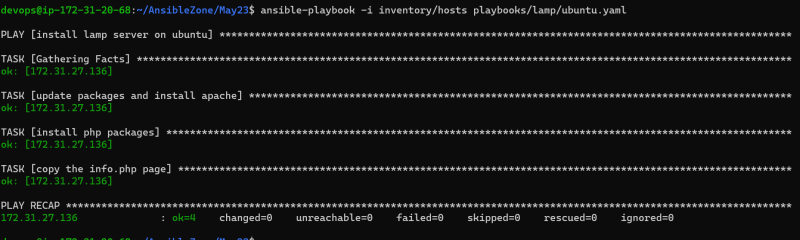 devops@ip-172-31-20-68:~/AnsibleZone/May23$ ansible-playbook -i inventory/hosts playbooks/lamp/ubuntu.yaml
PLAY [install lamp server on ubuntu] ************************************************************************************************
TASK [Gathering Facts] **************************************************************************************************************
ok: [172.31.27.136]
TASK [update packages and install apache] *******************************************************************************************
ok: [172.31.27.136]
TASK [install php packages] *********************************************************************************************************
ok: [172.31.27.136]
TASK [copy the info.php page] *******************************************************************************************************
ok: [172.31.27.136]
PLAY RECAP **************************************************************************************************************************
172.31.27.136 : ok=4 changed=0 unreachable=0 failed=0 skipped=0 rescued=0 ignored=0
devops@ip-172-31-20-68:~/AnsibleZone/May23$